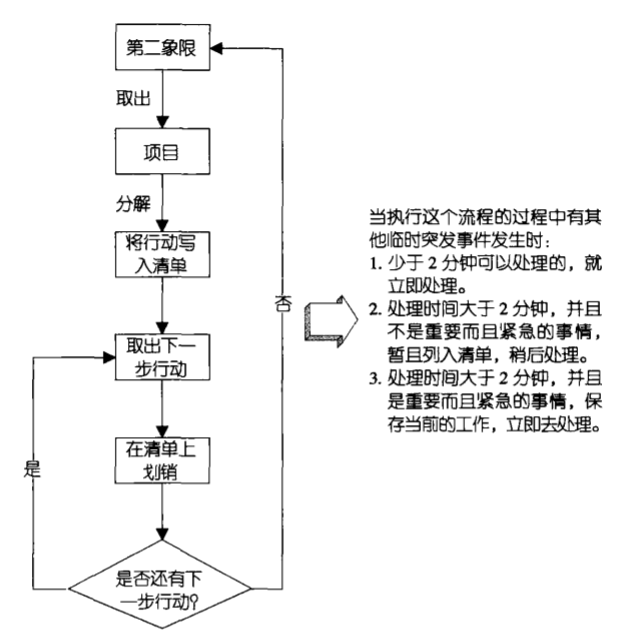 第二象限
取出
项目
分解
将行动写
入清单
否
取出下一
步行动
在清单上
划销
是
是否还有下
一步行动?
当执行这个流程的过程中有其
他临时突发事件发生时:
1. 少于 2 分钟可以处理的，就
立即处理。
2. 处理时间大于 2 分钟，并且
不是重要而且紧急的事情，
暂且列入清单，稍后处理。
3. 处理时间大于 2 分钟，并且
是重要而且紧急的事情，保
存当前的工作，立即去处理。